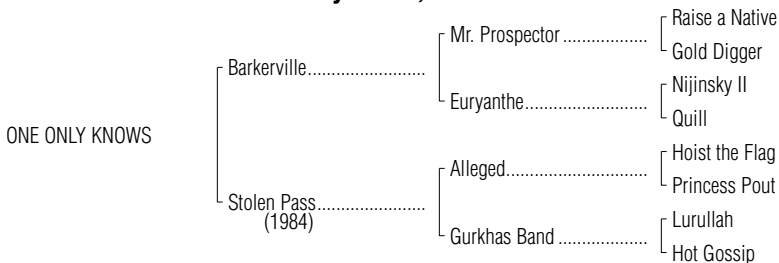 Raise a Native
Mr. Prospector
Gold Digger
Barkerville
Nijinsky II
Euryanthe
Quill
ONE ONLY KNOWS
Hoist the Flag
Alleged
Princess Pout
Stolen Pass
(1984)
Lurullah
Gurkhas Band
Hot Gossip